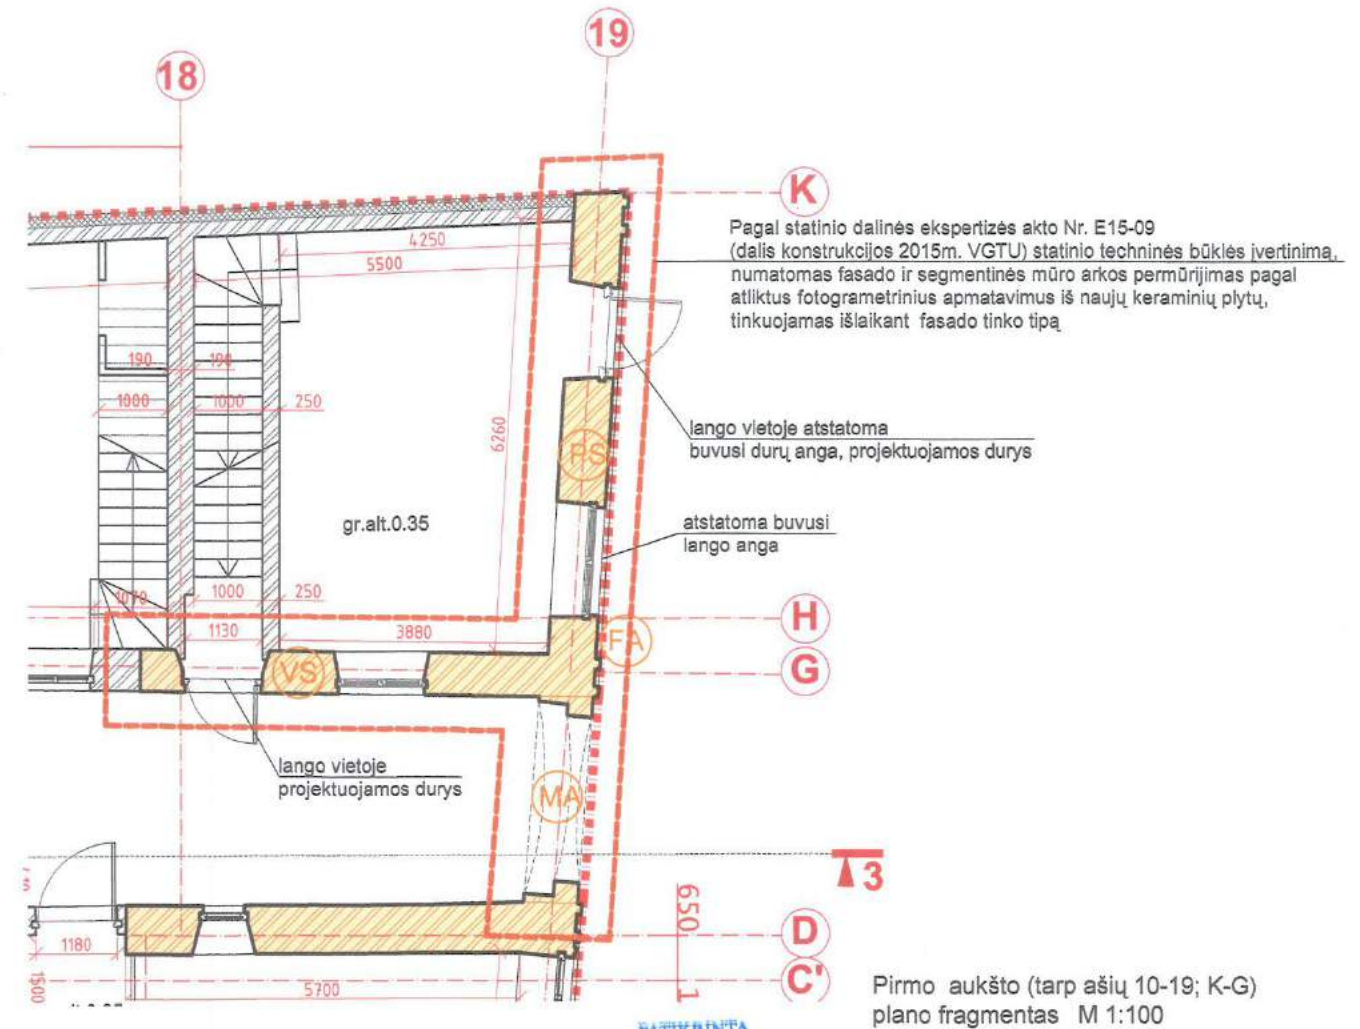 19
18
K
Pagal statinio dalinės ekspertizės akto Nr. E15-09
(dalis konstrukcijos 2015m. VGTU) statinio techninės būklės įvertinimą,
numatomas fasado ir segmentinės mūro arkos permūrijimas pagal
atliktus fotogrametrinius apmatavimus iš naujų keraminių plytų,
tinkuojamas išlaikant fasado tinko tipą
4250
5500
190
190
1000
1000
250
6260
lango vietoje atstatoma
buvusi durų anga, projektuojamos durys
PS
gr.alt.0.35
atstatoma buvusi
lango anga
1070
1000
250
H
1130
3880
FA
G
VS
lango vietoje
projektuojamos durys
MA
3
650
D
1180
1500
5700
C'
1
Pirmo aukšto (tarp ašių 10-19; K-G)
plano fragmentas M 1:100
PATIKRINTA